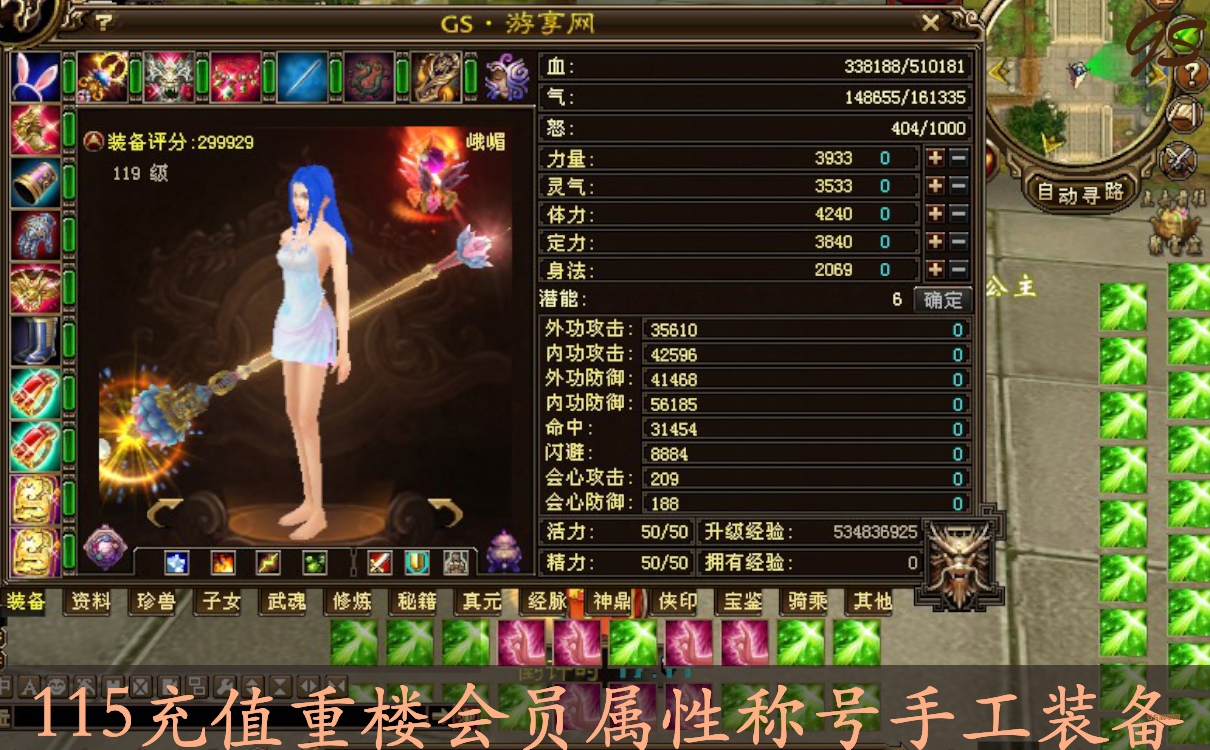 GS · 游享网
装备评分:299929
峨嵋
119 级
血: 338188/510181
气: 148655/161335
怒: 404/1000
力量: 3933 0
灵气: 3533 0
体力: 4240 0
定力: 3840 0
身法: 2069 0
潜能: 6 确定
外功攻击: 35610 0
内功攻击: 42596 0
外功防御: 41468 0
内功防御: 56185 0
命中: 31454 0
闪避: 8884 0
会心攻击: 209 0
会心防御: 188 0
活力: 50/50 升级经验: 534836925
精力: 50/50 拥有经验: 0
装备 资料 珍兽 子女 武魂 修炼 秘籍 真元 经脉 神鼎 侠印 宝鉴 骑乘 其他
gs
自动寻路
公主
115充值重楼会员属性称号手工装备